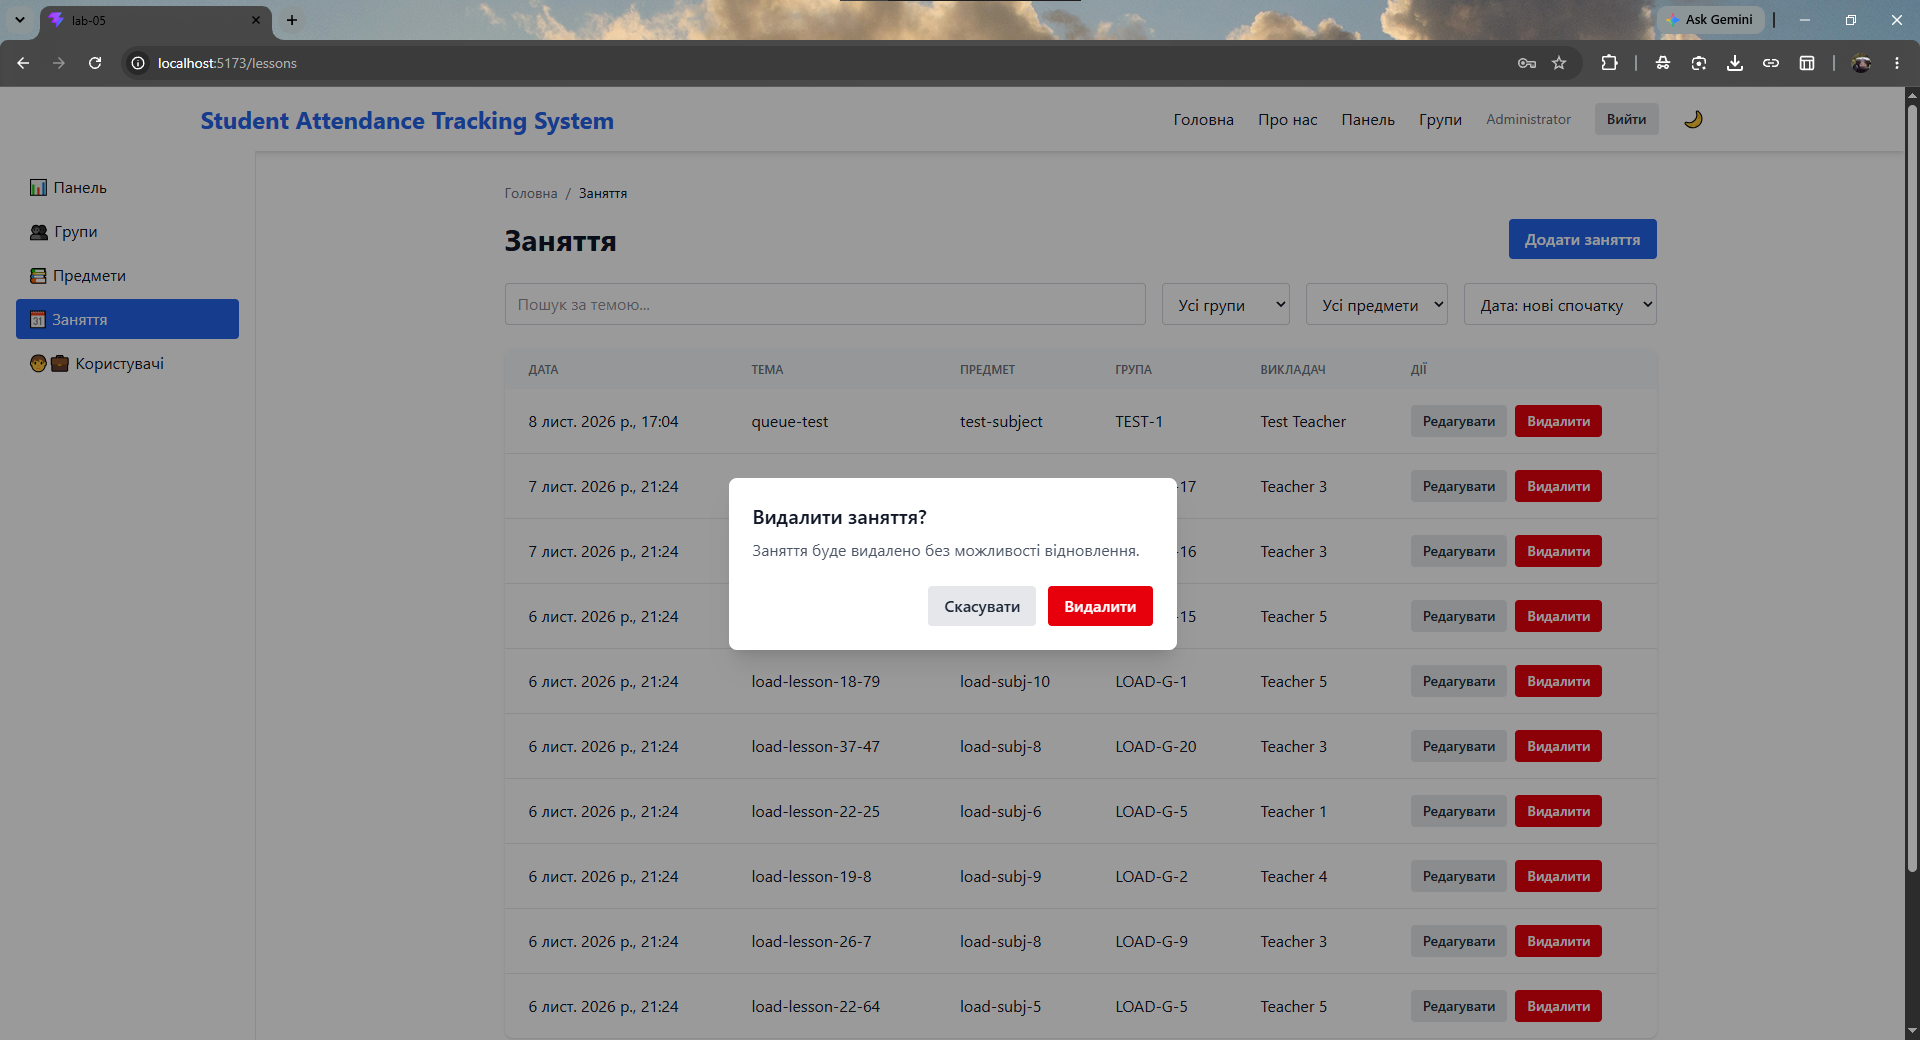 lab-05
Ask Gemini
localhost:5173/lessons
Student Attendance Tracking System
Головна
Про нас
Панель
Групи
Administrator
Вийти
Панель
Групи
Предмети
Заняття
Користувачі
Головна / Заняття
Заняття
Додати заняття
Пошук за темою...
Усі групи
Усі предмети
Дата: нові спочатку
ДАТА ТЕМА ПРЕДМЕТ ГРУПА ВИКЛАДАЧ ДІЇ
8 лист. 2026 р., 17:04 queue-test test-subject TEST-1 Test Teacher Редагувати Видалити
7 лист. 2026 р., 21:24 -17 Teacher 3 Редагувати Видалити
7 лист. 2026 р., 21:24 -16 Teacher 3 Редагувати Видалити
6 лист. 2026 р., 21:24 -15 Teacher 5 Редагувати Видалити
6 лист. 2026 р., 21:24 load-lesson-18-79 load-subj-10 LOAD-G-1 Teacher 5 Редагувати Видалити
6 лист. 2026 р., 21:24 load-lesson-37-47 load-subj-8 LOAD-G-20 Teacher 3 Редагувати Видалити
6 лист. 2026 р., 21:24 load-lesson-22-25 load-subj-6 LOAD-G-5 Teacher 1 Редагувати Видалити
6 лист. 2026 р., 21:24 load-lesson-19-8 load-subj-9 LOAD-G-2 Teacher 4 Редагувати Видалити
6 лист. 2026 р., 21:24 load-lesson-26-7 load-subj-8 LOAD-G-9 Teacher 3 Редагувати Видалити
6 лист. 2026 р., 21:24 load-lesson-22-64 load-subj-5 LOAD-G-5 Teacher 5 Редагувати Видалити
Видалити заняття?
Заняття буде видалено без можливості відновлення.
Скасувати
Видалити